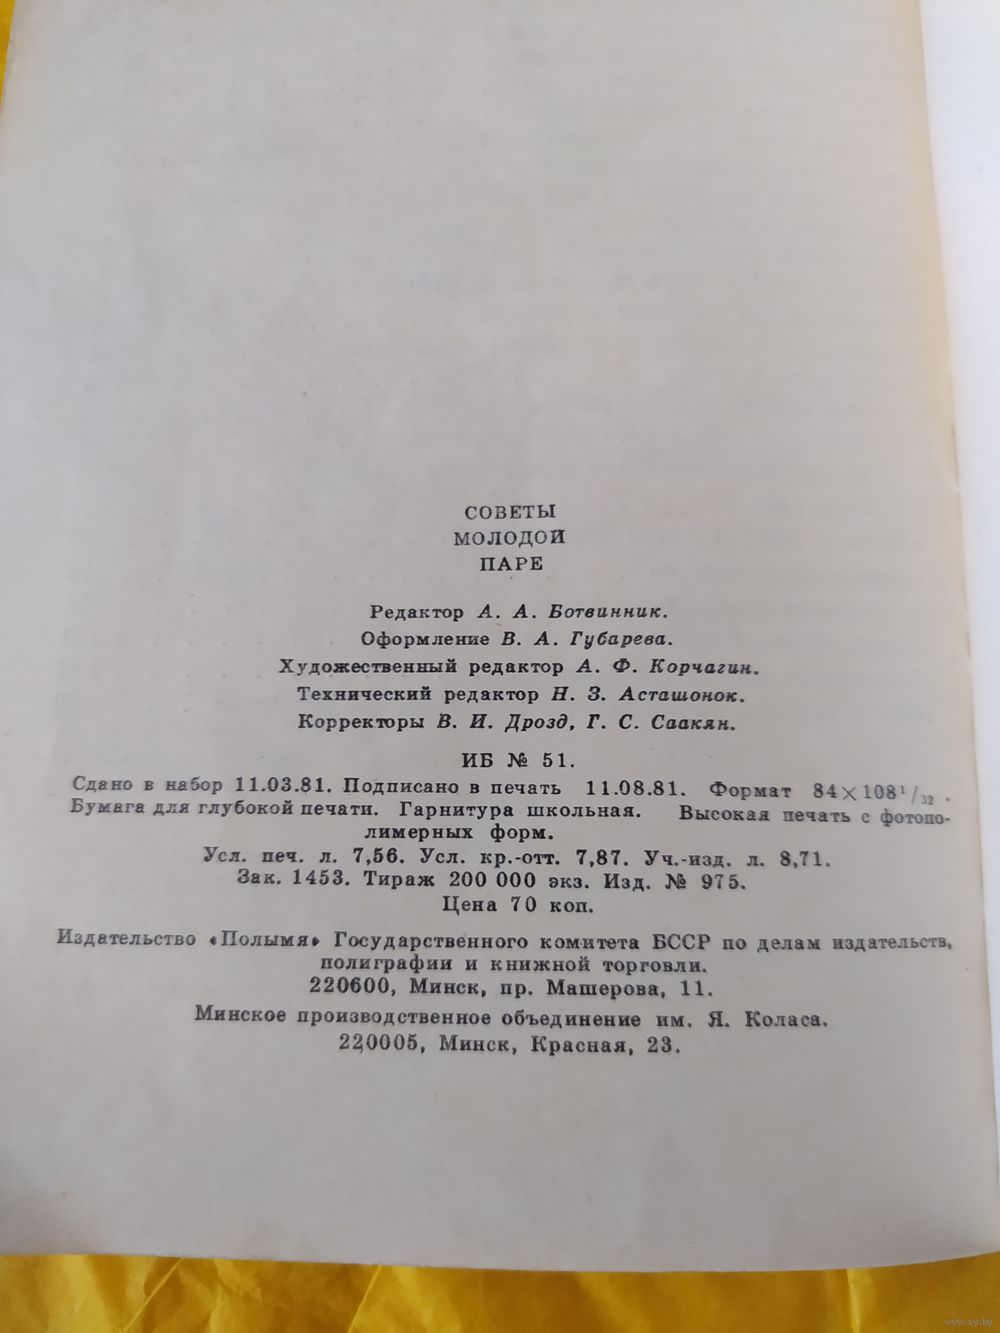 СОВЕТЫ
МОЛОДОЙ
ПАРЕ
Редактор А. А. Ботвинник.
Оформление В. А. Губарева.
Художественный редактор А. Ф. Корчагин.
Технический редактор Н. З. Асташонок.
Корректоры В. И. Дрозд, Г. С. Саакян.
ИБ № 51.
Сдано в набор 11.03.81. Подписано в печать 11.08.81. Формат 84×108¹/₃₂.
Бумага для глубокой печати. Гарнитура школьная. Высокая печать с фотопо-
лимерных форм.
Усл. печ. л. 7,56. Усл. кр.-отт. 7,87. Уч.-изд. л. 8,71.
Зак. 1453. Тираж 200 000 экз. Изд. № 975.
Цена 70 коп.
Издательство «Полымя» Государственного комитета БССР по делам издательств,
полиграфии и книжной торговли.
220600, Минск, пр. Машерова, 11.
Минское производственное объединение им. Я. Коласа.
220005, Минск, Красная, 23.
www.ay.by